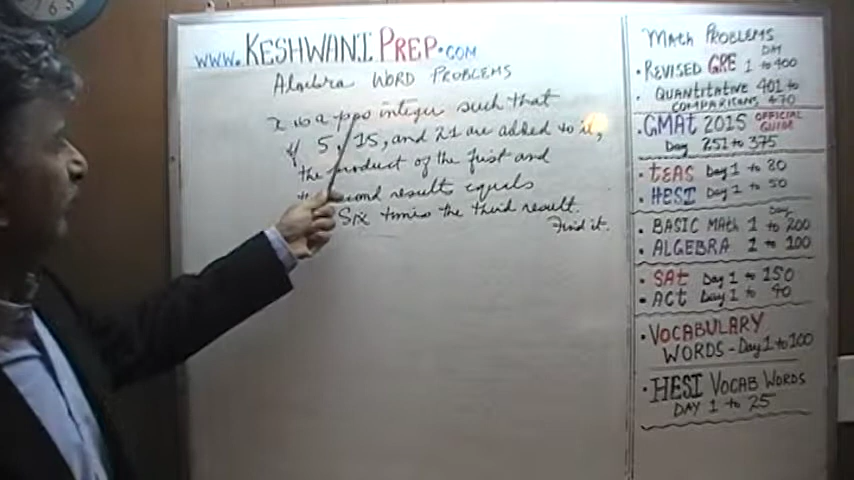 WWW. KESHWANI PREP.COM
Algebra WORD PROBLEMS
x is a ppo integer such that
if 5, 15, and 21 are added to it,
the product of the first and
second results equals
six times the third result.
Find it.
MATH PROBLEMS
DAY
• REVISED GRE 1 to 400
• QUANTITATIVE 401 to
COMPARISONS 470
• GMAT 2015 OFFICIAL
GUIDE
Day 251 to 375
• TEAS Day 1 to 80
• HESI Day 1 to 50
Day
• BASIC MATH 1 to 200
• ALGEBRA 1 to 100
• SAT Day 1 to 150
• ACT Day 1 to 40
• VOCABULARY
WORDS - Day 1 to 100
• HESI VOCAB WORDS
DAY 1 to 25